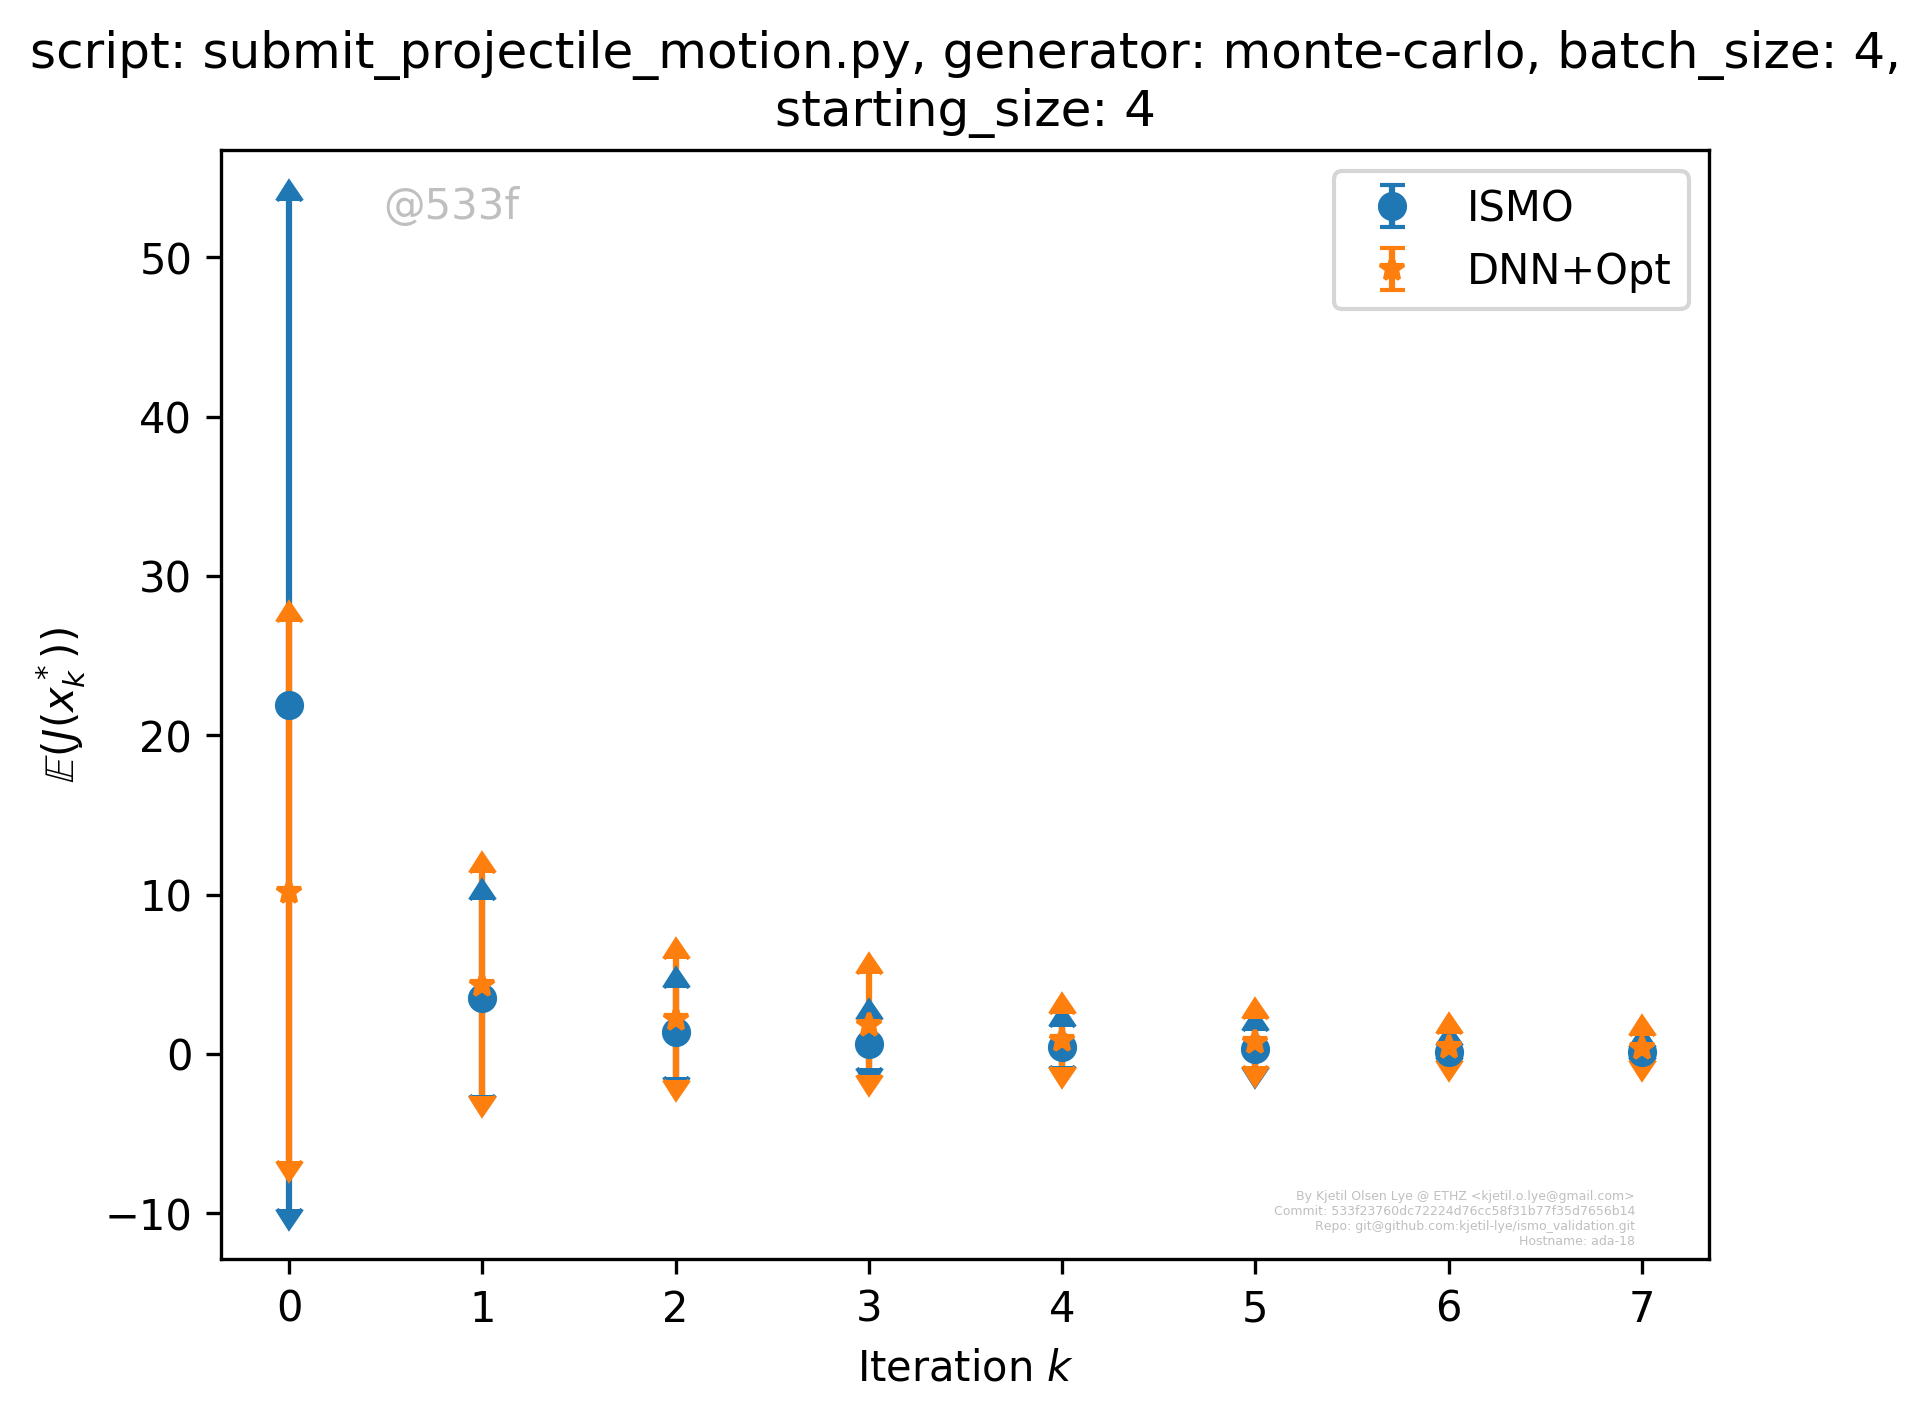 script: submit_projectile_motion.py, generator: monte-carlo, batch_size: 4,
starting_size: 4
@533f
ISMO
DNN+Opt
50
40
30
20
10
0
−10
𝔼(J(x*k))
0 1 2 3 4 5 6 7
Iteration k
By Kjetil Olsen Lye @ ETHZ <kjetil.o.lye@gmail.com>
Commit: 533f23760dc72224d76cc58f31b77f35d7656b14
Repo: git@github.com:kjetil-lye/ismo_validation.git
Hostname: ada-18